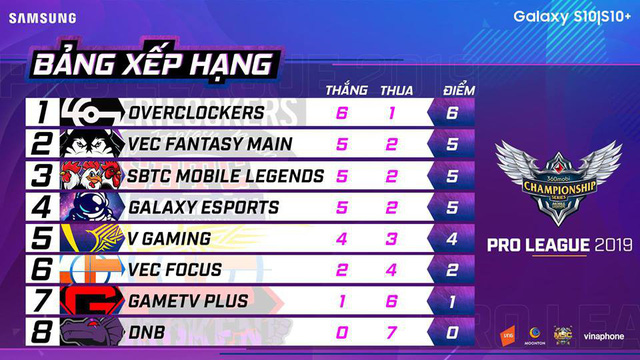 SAMSUNG
Galaxy S10|S10+
BẢNG XẾP HẠNG
THẮNG THUA ĐIỂM
1 OVERCLOCKERS 6 1 6
2 VEC FANTASY MAIN 5 2 5
3 SBTC MOBILE LEGENDS 5 2 5
4 GALAXY ESPORTS 5 2 5
5 V GAMING 4 3 4
6 VEC FOCUS 2 4 2
7 GAMETV PLUS 1 6 1
8 DNB 0 7 0
360mobi
CHAMPIONSHIP
SERIES
PRO LEAGUE 2019
MOONTON
vinaphone